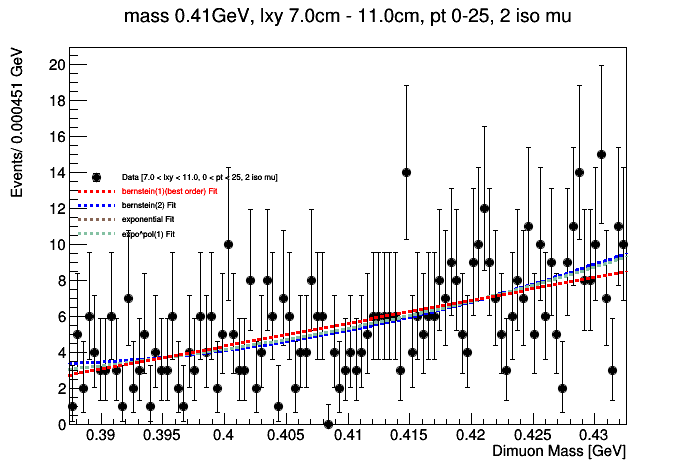 mass 0.41GeV, lxy 7.0cm - 11.0cm, pt 0-25, 2 iso mu
Events/ 0.000451 GeV
20
18
16
14
12
10
8
6
4
2
0
Data [7.0 < lxy < 11.0, 0 < pt < 25, 2 iso mu]
bernstein(1)(best order) Fit
bernstein(2) Fit
exponential Fit
expo*pol(1) Fit
0.39 0.395 0.4 0.405 0.41 0.415 0.42 0.425 0.43
Dimuon Mass [GeV]